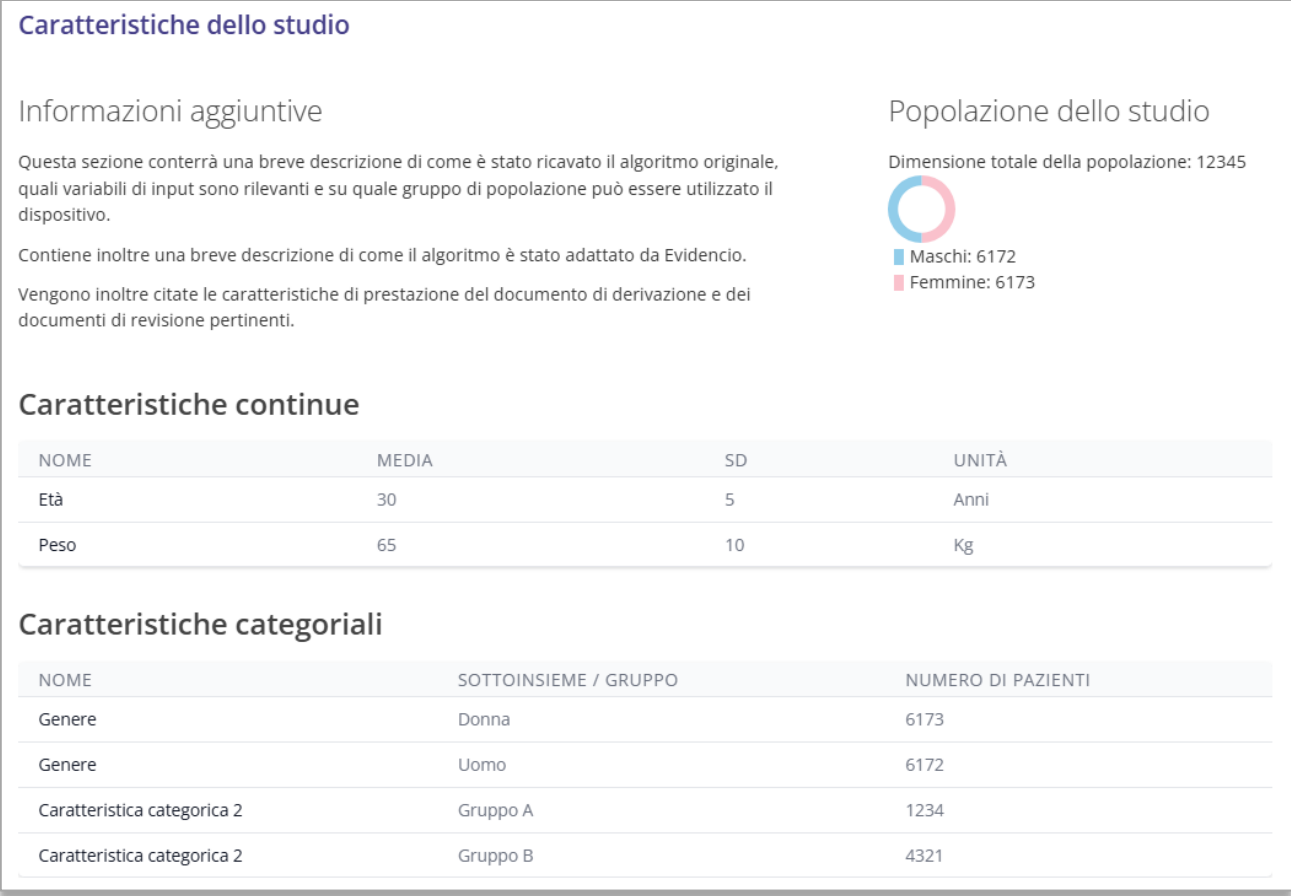 Caratteristiche dello studio
Informazioni aggiuntive
Questa sezione conterrà una breve descrizione di come è stato ricavato il algoritmo originale,
quali variabili di input sono rilevanti e su quale gruppo di popolazione può essere utilizzato il
dispositivo.
Contiene inoltre una breve descrizione di come il algoritmo è stato adattato da Evidencio.
Vengono inoltre citate le caratteristiche di prestazione del documento di derivazione e dei
documenti di revisione pertinenti.
Popolazione dello studio
Dimensione totale della popolazione: 12345
Maschi: 6172
Femmine: 6173
Caratteristiche continue
NOME MEDIA SD UNITÀ
Età 30 5 Anni
Peso 65 10 Kg
Caratteristiche categoriali
NOME SOTTOINSIEME / GRUPPO NUMERO DI PAZIENTI
Genere Donna 6173
Genere Uomo 6172
Caratteristica categorica 2 Gruppo A 1234
Caratteristica categorica 2 Gruppo B 4321